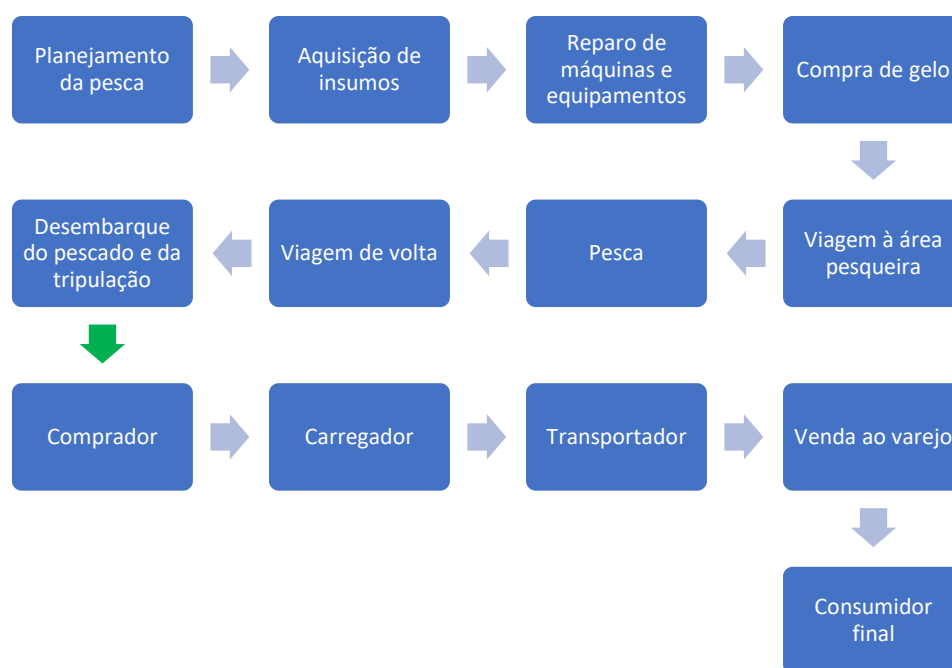 Planejamento
da pesca
Aquisição de
insumos
Reparo de
máquinas e
equipamentos
Compra de gelo
Viagem à área
pesqueira
Pesca
Viagem de volta
Desembarque
do pescado e da
tripulação
Comprador
Carregador
Transportador
Venda ao varejo
Consumidor
final